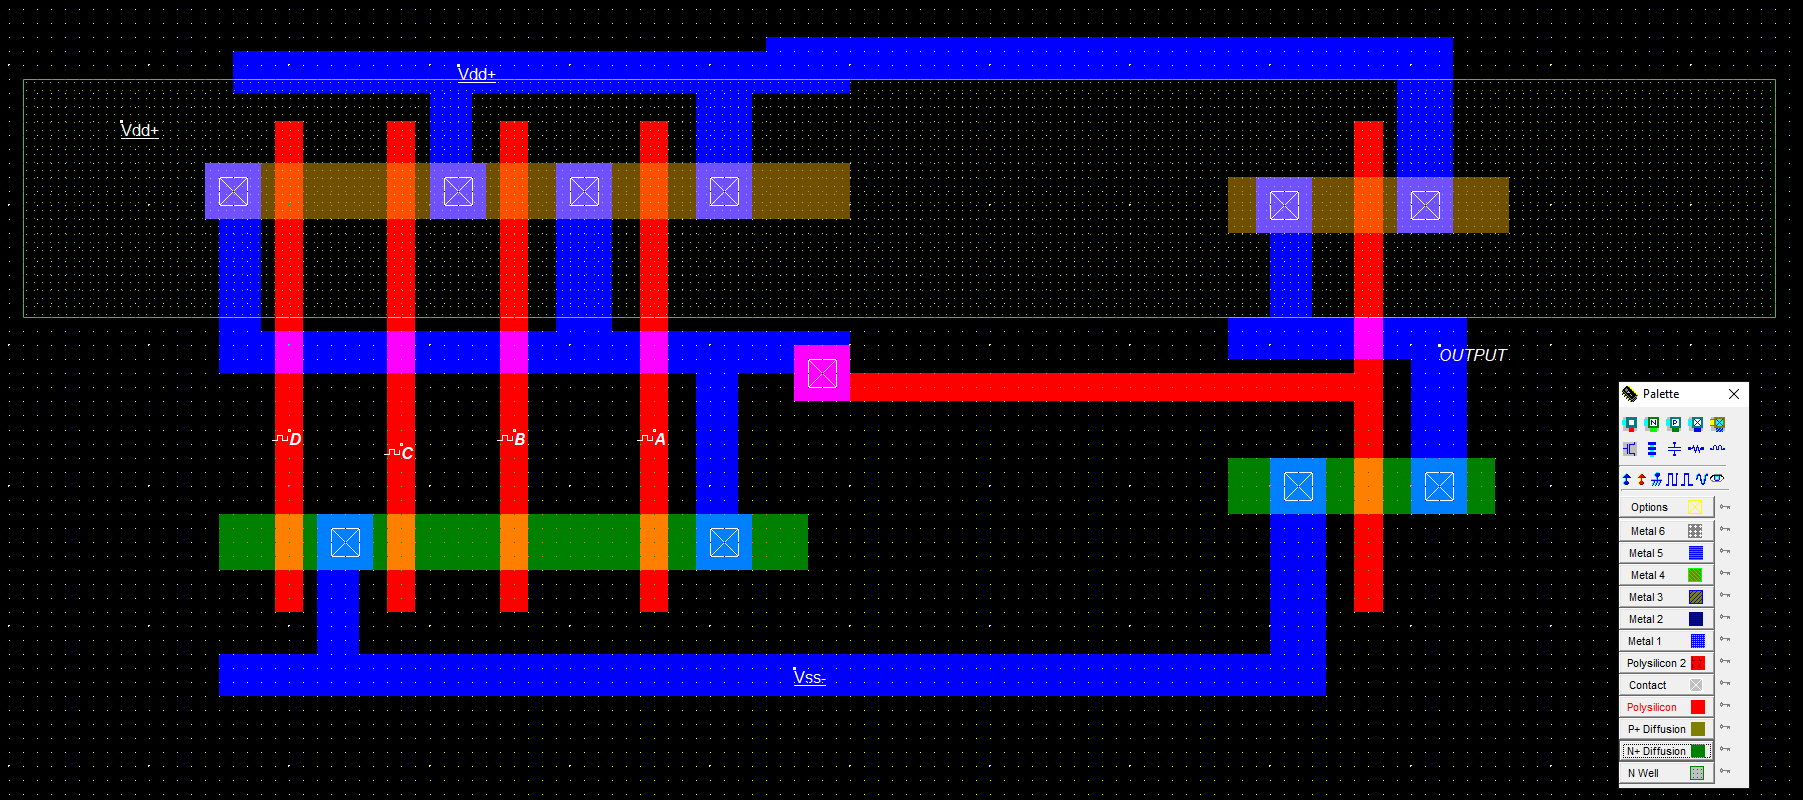 Vdd+
Vdd+
OUTPUT
D
C
B
A
Vss-
Palette
N
P
Options
Metal 6
Metal 5
Metal 4
Metal 3
Metal 2
Metal 1
Polysilicon 2
Contact
Polysilicon
P+ Diffusion
N+ Diffusion
N Well